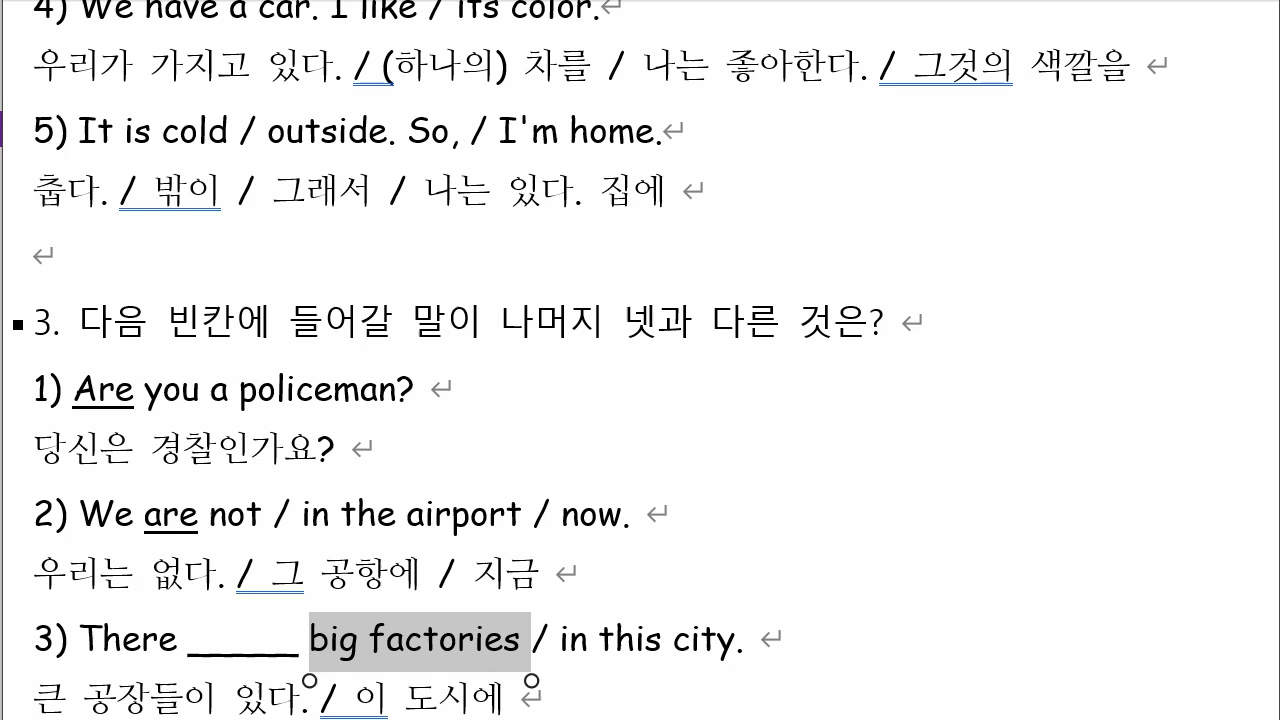 4) We have a car. I like / its color.
우리가 가지고 있다. / (하나의) 차를 / 나는 좋아한다. / 그것의 색깔을
5) It is cold / outside. So, / I'm home.
춥다. / 밖이 / 그래서 / 나는 있다. 집에
3. 다음 빈칸에 들어갈 말이 나머지 넷과 다른 것은?
1) Are you a policeman?
당신은 경찰인가요?
2) We are not / in the airport / now.
우리는 없다. / 그 공항에 / 지금
3) There _____ big factories / in this city.
큰 공장들이 있다. / 이 도시에